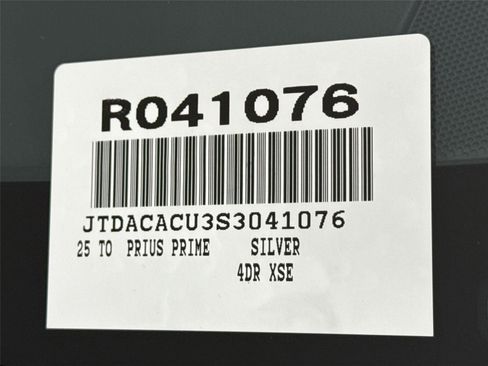 R041076
JTDACACU3S3041076
25 TO PRIUS PRIME SILVER
4DR XSE